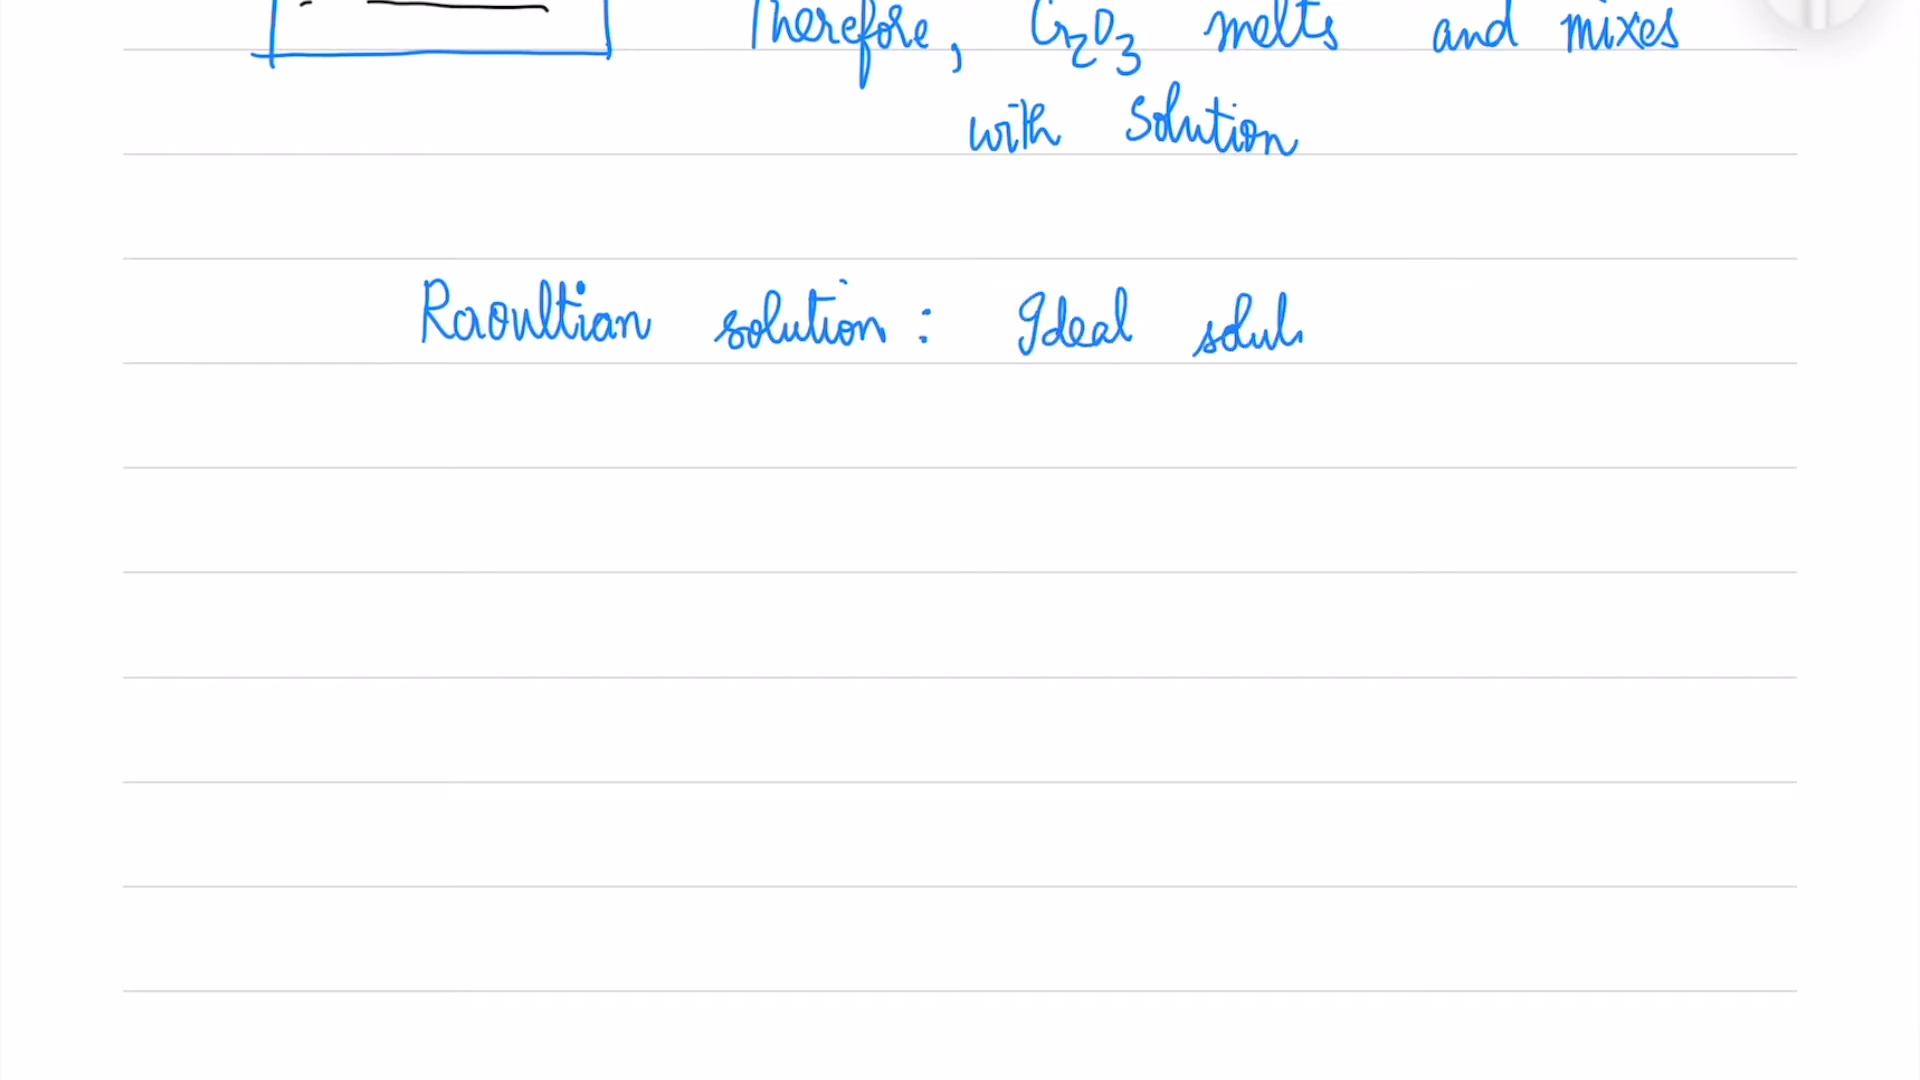 Therefore, Cr₂O₃ melts and mixes
with solution
Raoultian solution: Ideal solu